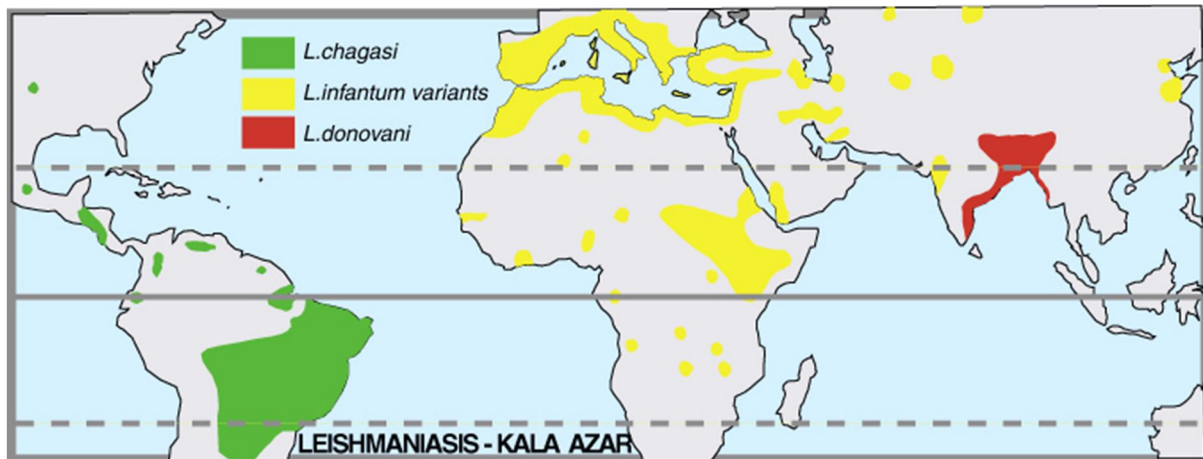 L.chagasi
L.infantum variants
L.donovani
LEISHMANIASIS - KALA AZAR